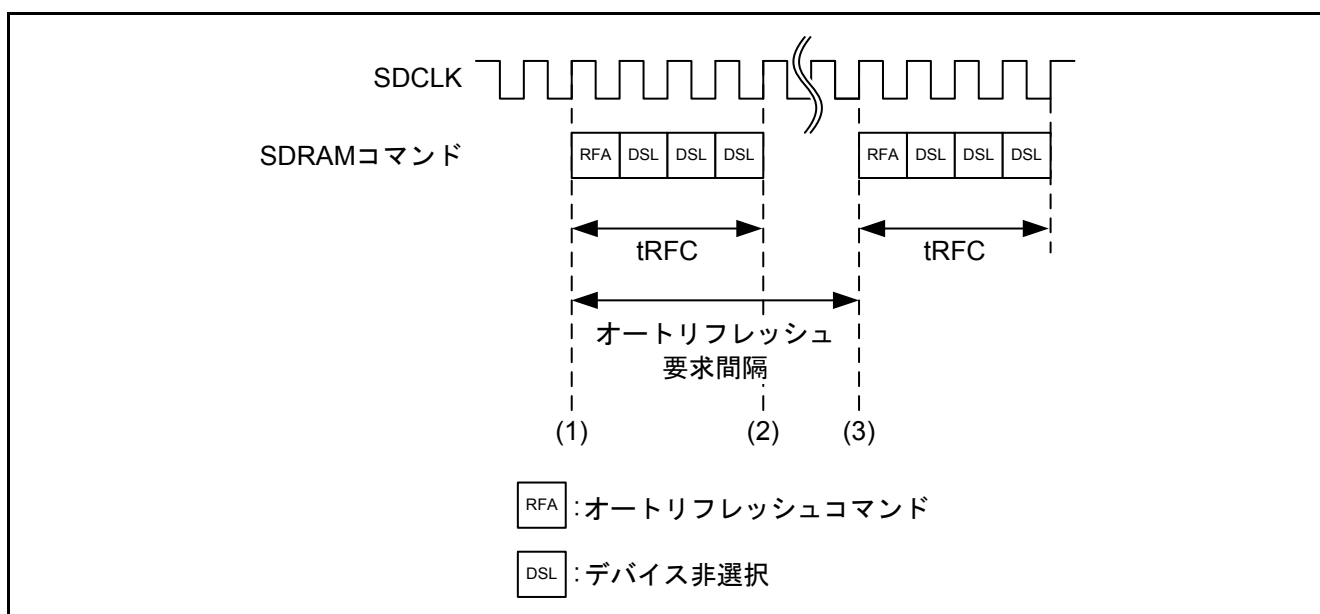 SDCLK
SDRAMコマンド
RFA DSL DSL DSL RFA DSL DSL DSL
tRFC tRFC
オートリフレッシュ
要求間隔
(1) (2) (3)
RFA :オートリフレッシュコマンド
DSL :デバイス非選択